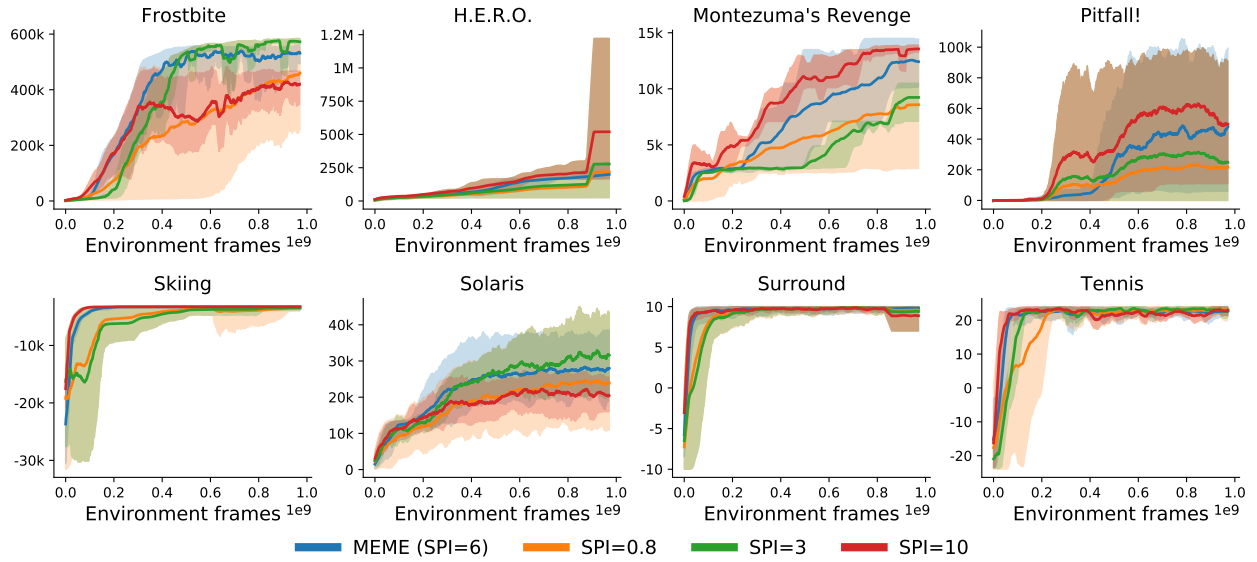 Frostbite
H.E.R.O.
Montezuma's Revenge
Pitfall!
600k
400k
200k
0
0.0 0.2 0.4 0.6 0.8 1.0
Environment frames 1e9
1.2M
1M
750k
500k
250k
0
0.0 0.2 0.4 0.6 0.8 1.0
Environment frames 1e9
15k
10k
5k
0
0.0 0.2 0.4 0.6 0.8 1.0
Environment frames 1e9
100k
80k
60k
40k
20k
0
0.0 0.2 0.4 0.6 0.8 1.0
Environment frames 1e9
Skiing
Solaris
Surround
Tennis
-10k
-20k
-30k
0.0 0.2 0.4 0.6 0.8 1.0
Environment frames 1e9
40k
30k
20k
10k
0
0.0 0.2 0.4 0.6 0.8 1.0
Environment frames 1e9
10
5
0
-5
-10
0.0 0.2 0.4 0.6 0.8 1.0
Environment frames 1e9
20
10
0
-10
-20
0.0 0.2 0.4 0.6 0.8 1.0
Environment frames 1e9
MEME (SPI=6) SPI=0.8 SPI=3 SPI=10